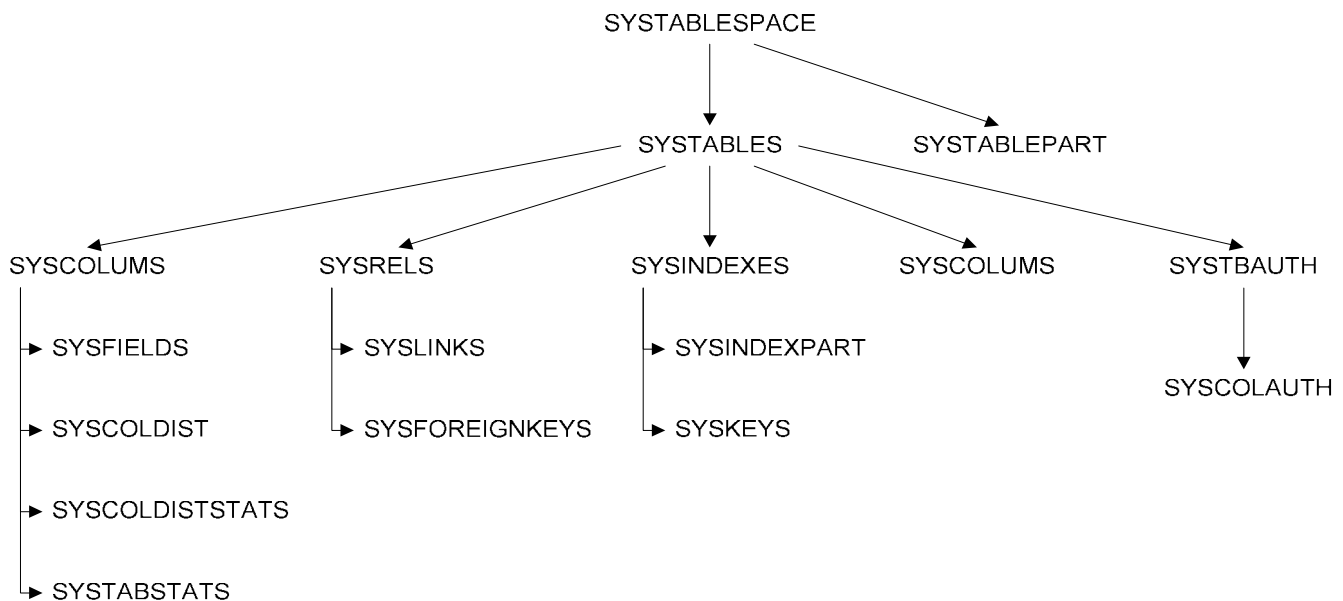 SYSTABLESPACE
SYSTABLES
SYSTABLEPART
SYSCOLUMS
SYSRELS
SYSINDEXES
SYSCOLUMS
SYSTBAUTH
SYSFIELDS
SYSLINKS
SYSINDEXPART
SYSCOLAUTH
SYSCOLDIST
SYSFOREIGNKEYS
SYSKEYS
SYSCOLDISTSTATS
SYSTABSTATS